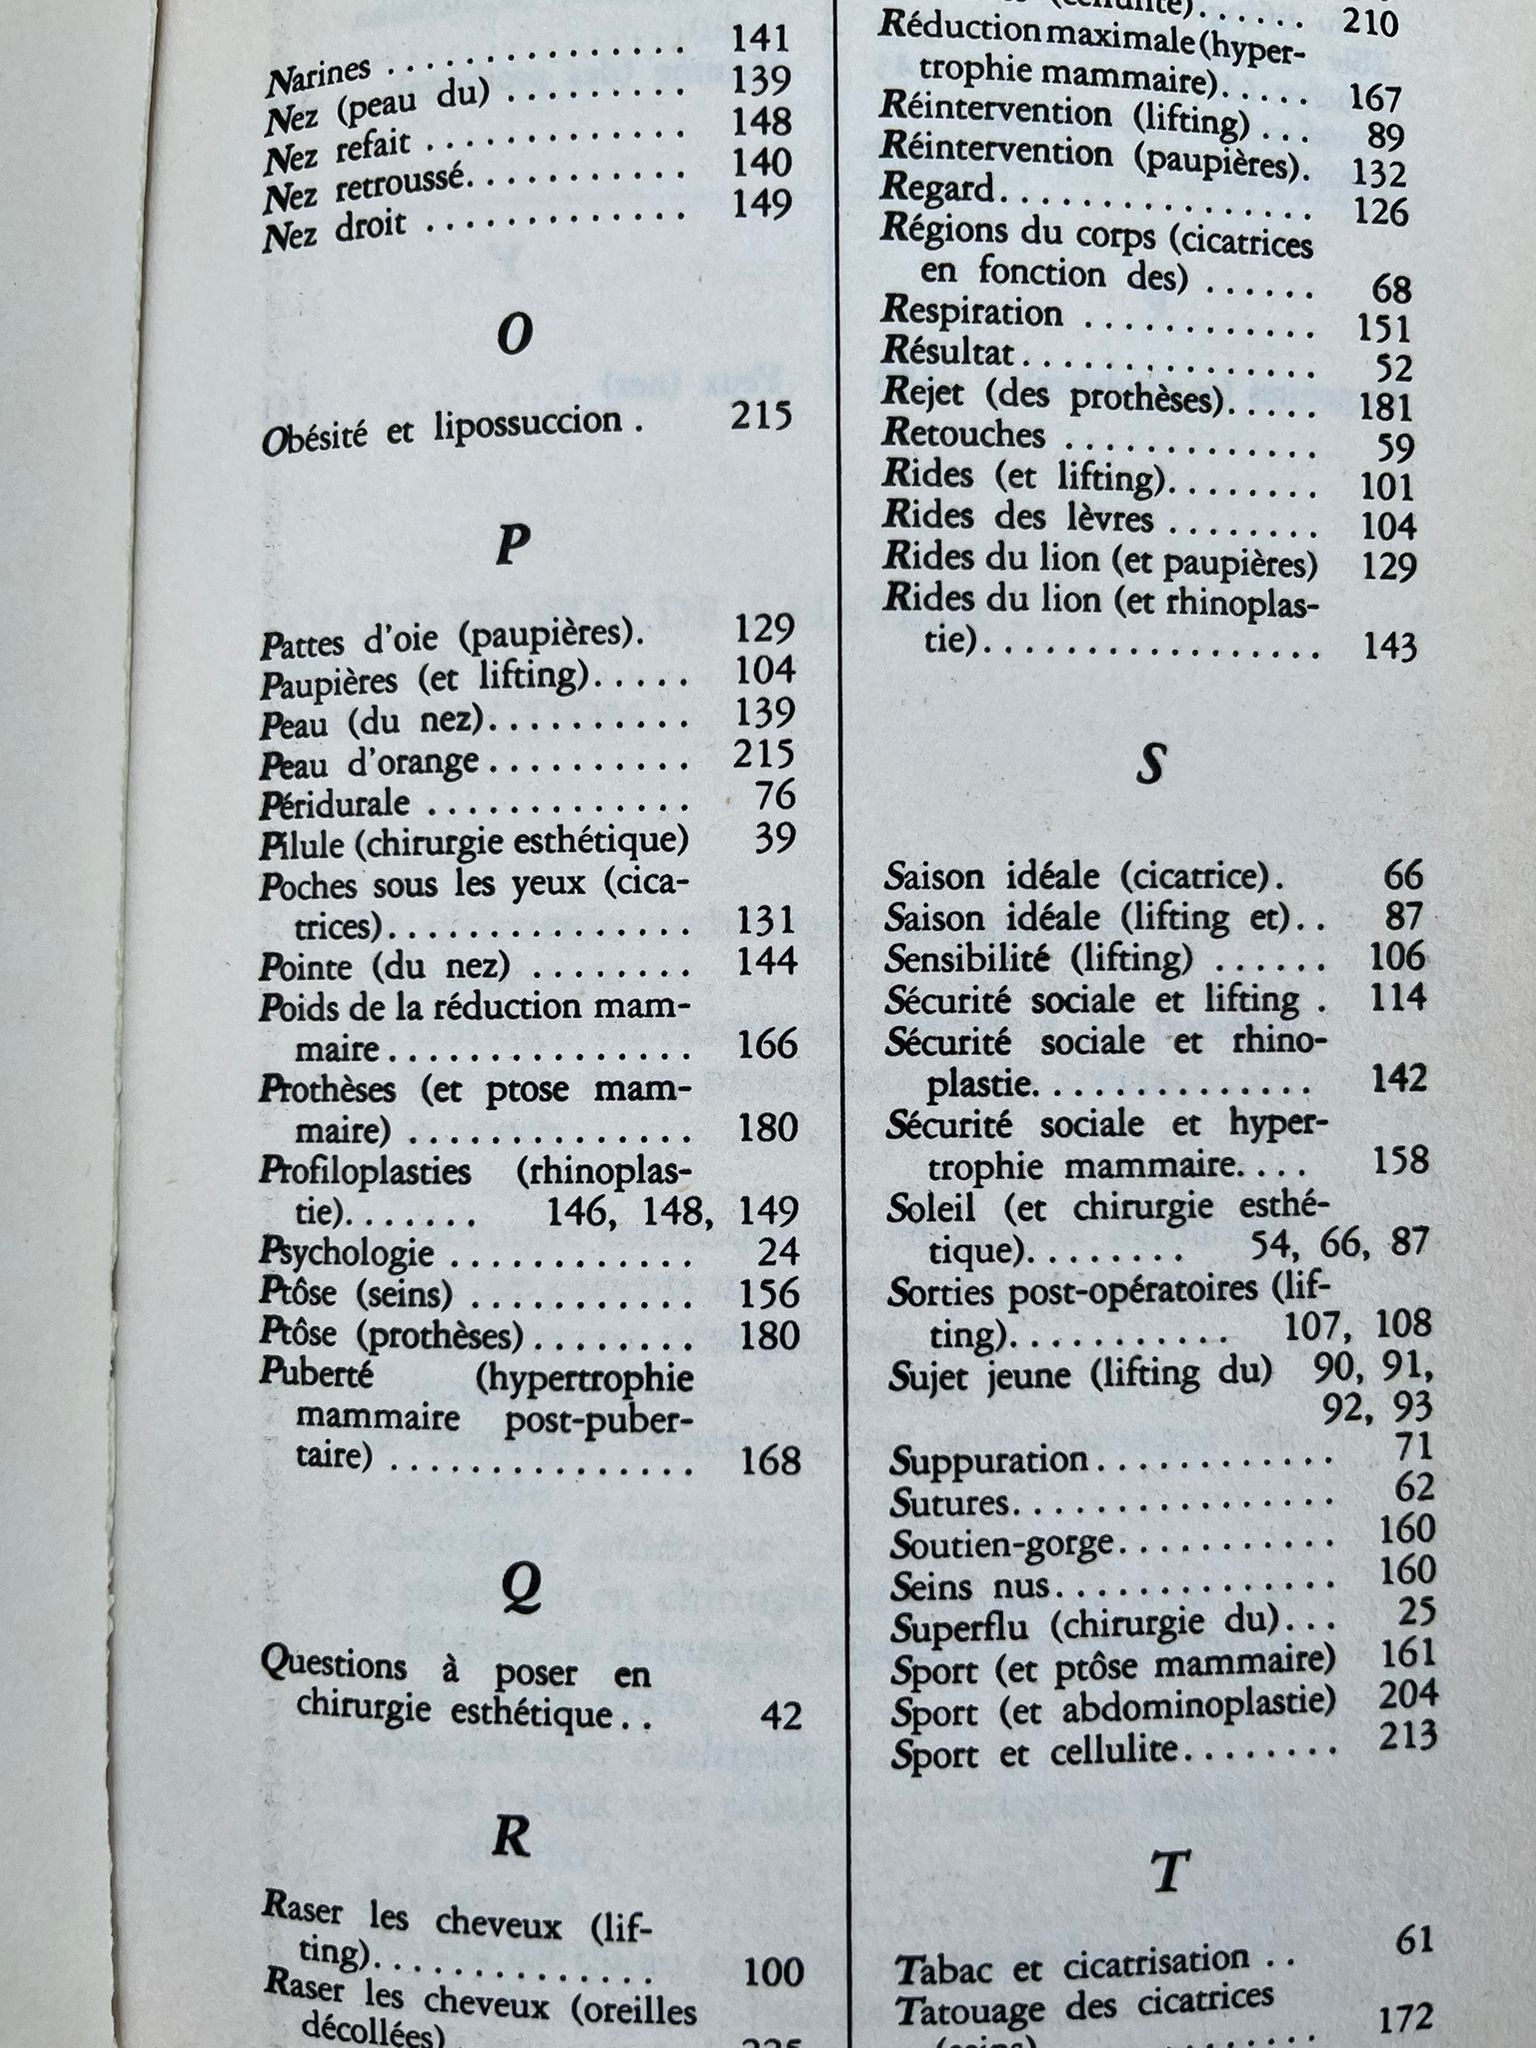 Narines . . . . . . . . . . . . . . . 141
Nez (peau du) . . . . . . . . . 139
Nez refait . . . . . . . . . . . . . 148
Nez retroussé. . . . . . . . . . . 140
Nez droit . . . . . . . . . . . . . 149
O
Obésité et lipossuccion . 215
P
Pattes d'oie (paupières). 129
Paupières (et lifting). . . . . 104
Peau (du nez). . . . . . . . . . 139
Peau d'orange . . . . . . . . . . 215
Péridurale . . . . . . . . . . . . . 76
Pilule (chirurgie esthétique) 39
Poches sous les yeux (cica-
trices). . . . . . . . . . . . . . . 131
Pointe (du nez) . . . . . . . . 144
Poids de la réduction mam-
maire . . . . . . . . . . . . . . . 166
Prothèses (et ptose mam-
maire) . . . . . . . . . . . . . . 180
Profiloplasties (rhinoplas-
tie). . . . . . . 146, 148, 149
Psychologie . . . . . . . . . . . . 24
Ptôse (seins) . . . . . . . . . . . 156
Ptôse (prothèses) . . . . . . . . 180
Puberté (hypertrophie
mammaire post-puber-
taire) . . . . . . . . . . . . . . . 168
Q
Questions à poser en
chirurgie esthétique . . 42
R
Raser les cheveux (lif-
ting). . . . . . . . . . . . . . . 100
Raser les cheveux (oreilles
décollées)
210
Réduction maximale (hyper-
trophie mammaire). . . . . 167
Réintervention (lifting) . . . 89
Réintervention (paupières). 132
Regard. . . . . . . . . . . . . . . . 126
Régions du corps (cicatrices
en fonction des) . . . . . . 68
Respiration . . . . . . . . . . . . 151
Résultat. . . . . . . . . . . . . . . 52
Rejet (des prothèses). . . . . 181
Retouches . . . . . . . . . . . . . 59
Rides (et lifting). . . . . . . . 101
Rides des lèvres . . . . . . . . 104
Rides du lion (et paupières) 129
Rides du lion (et rhinoplas-
tie). . . . . . . . . . . . . . . . . 143
S
Saison idéale (cicatrice). 66
Saison idéale (lifting et). . 87
Sensibilité (lifting) . . . . . . 106
Sécurité sociale et lifting . 114
Sécurité sociale et rhino-
plastie. . . . . . . . . . . . . . 142
Sécurité sociale et hyper-
trophie mammaire. . . . 158
Soleil (et chirurgie esthé-
tique). . . . . . . . 54, 66, 87
Sorties post-opératoires (lif-
ting). . . . . . . . . . . 107, 108
Sujet jeune (lifting du) 90, 91,
92, 93
Suppuration . . . . . . . . . . . . 71
Sutures. . . . . . . . . . . . . . . . 62
Soutien-gorge. . . . . . . . . . . 160
Seins nus. . . . . . . . . . . . . . 160
Superflu (chirurgie du). . . 25
Sport (et ptôse mammaire) 161
Sport (et abdominoplastie) 204
Sport et cellulite. . . . . . . . 213
T
Tabac et cicatrisation . . 61
Tatouage des cicatrices
172